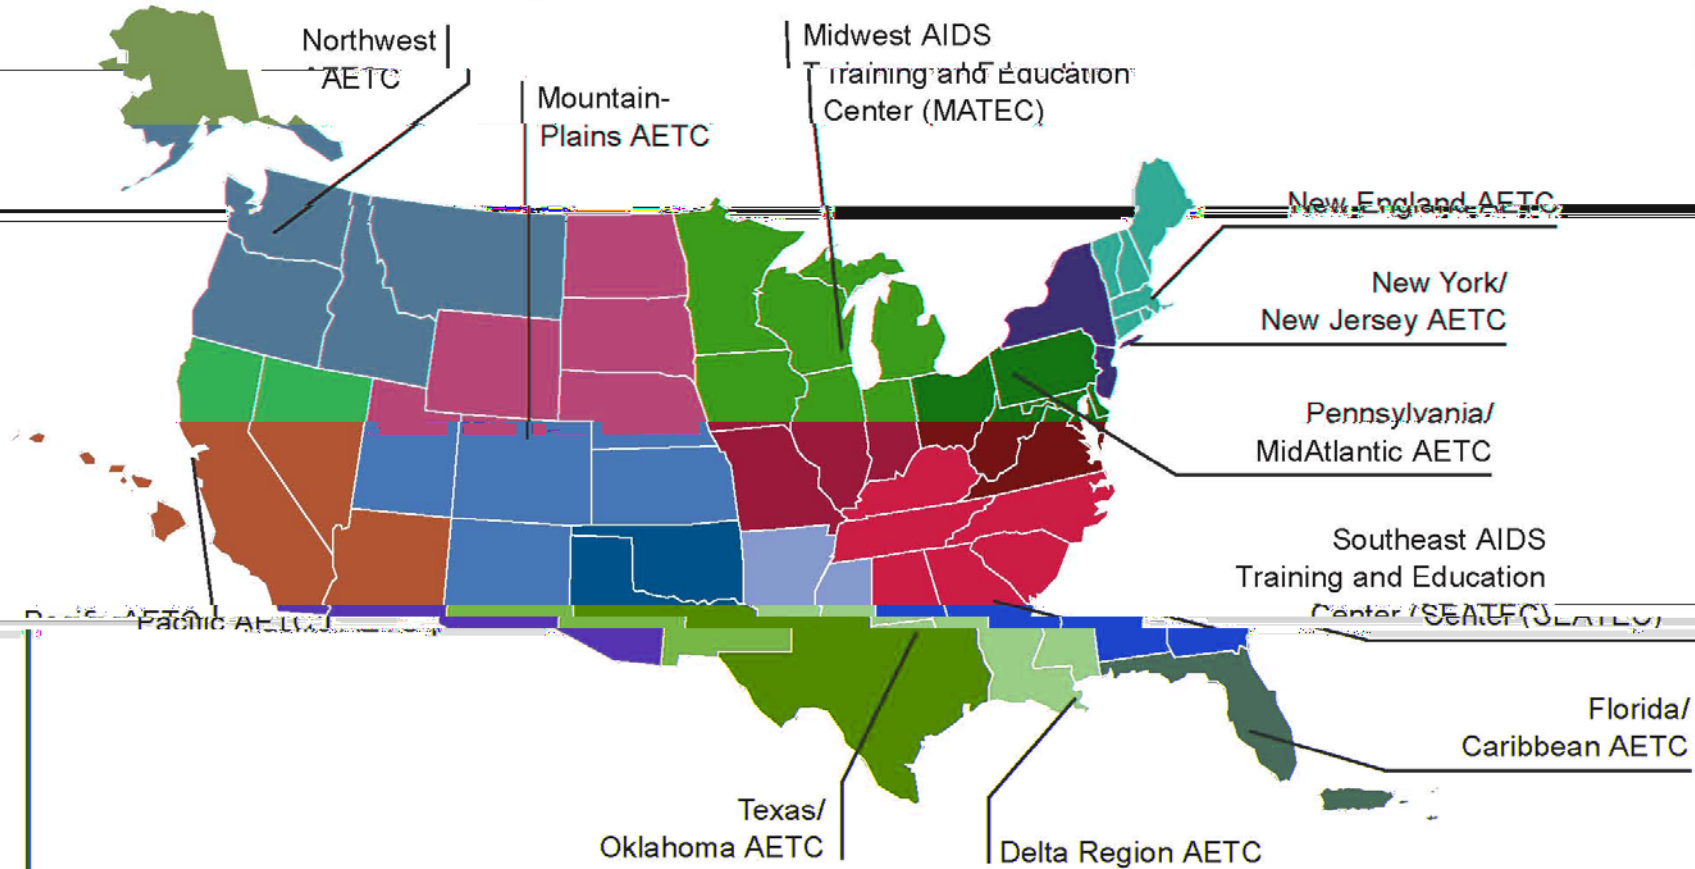 Northwest
AETC
Mountain-
Plains AETC
Midwest AIDS
Training and Education
Center (MATEC)
New England AETC
New York/
New Jersey AETC
Pennsylvania/
MidAtlantic AETC
Southeast AIDS
Training and Education
Center (SEATEC)
Pacific AETC
Florida/
Caribbean AETC
Texas/
Oklahoma AETC
Delta Region AETC